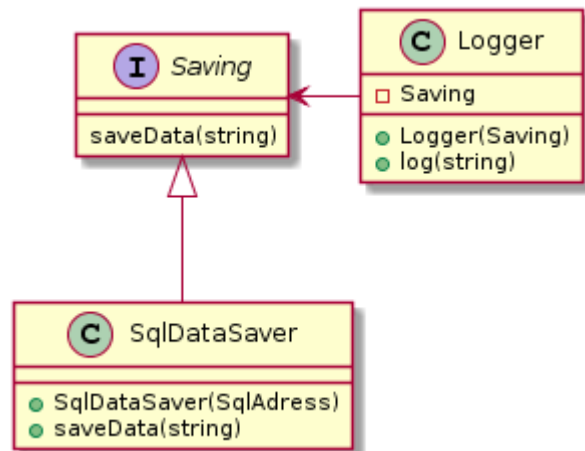 I Saving
saveData(string)
C Logger
Saving
Logger(Saving)
log(string)
C SqlDataSaver
SqlDataSaver(SqlAdress)
saveData(string)